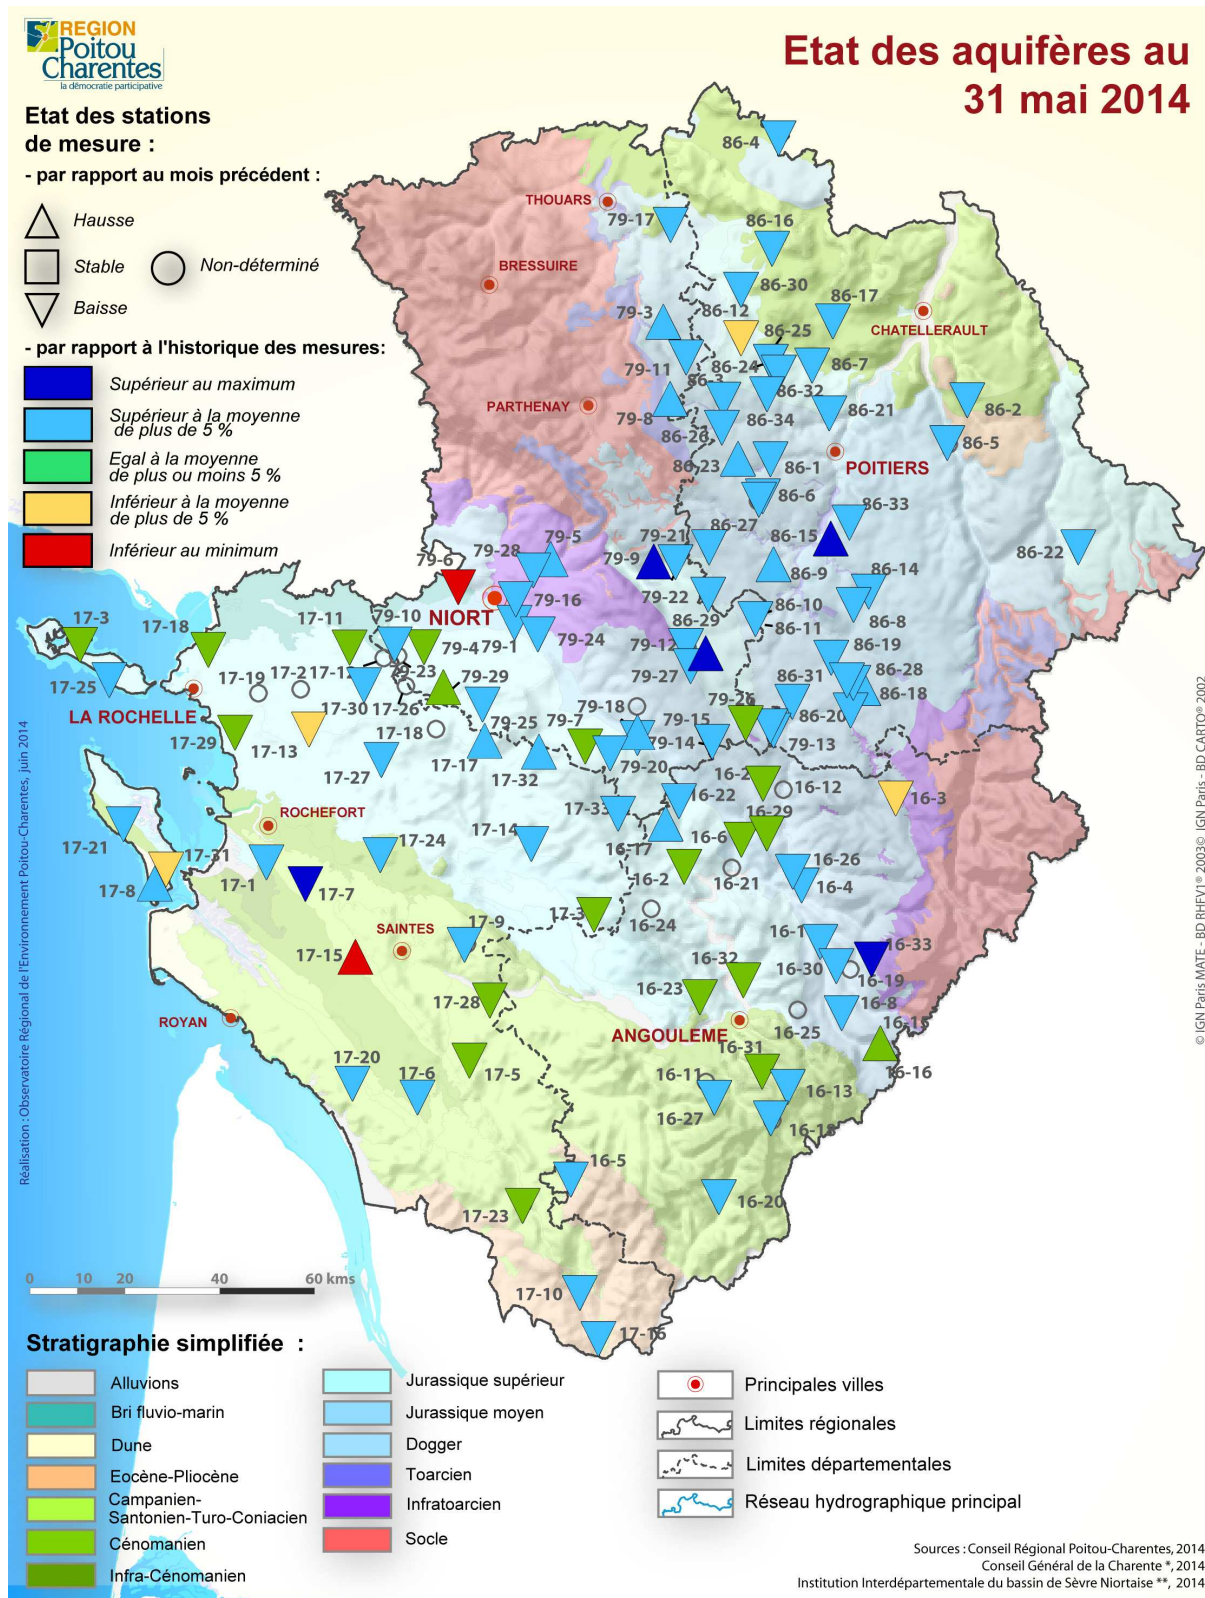 REGION
Poitou
Charentes
la démocratie participative
Etat des aquifères au
31 mai 2014
Etat des stations
de mesure :
- par rapport au mois précédent :
Hausse
Stable
Non-déterminé
Baisse
- par rapport à l'historique des mesures:
Supérieur au maximum
Supérieur à la moyenne
de plus de 5 %
Egal à la moyenne
de plus ou moins 5 %
Inférieur à la moyenne
de plus de 5 %
Inférieur au minimum
86-4
THOUARS
79-17
86-16
BRESSUIRE
86-30
86-17
79-3
86-12
86-25
CHATELLERAULT
79-11
86-24
86-7
86-3
86-32
PARTHENAY
79-8
86-34
86-21
86-2
86-26
86-5
86-23
86-1
POITIERS
86-6
86-33
86-27
86-15
86-22
79-5
79-28
79-21
79-9
79-6
86-9
86-14
79-16
79-22
86-10
NIORT
86-8
86-11
86-29
79-24
17-3
17-18
17-11
79-10
79-4
79-1
79-12
86-19
17-25
17-19
17-2
17-12
79-23
79-29
79-27
86-31
86-28
86-18
LA ROCHELLE
17-30
17-26
79-18
79-26
17-29
17-13
17-18
79-25
79-7
79-15
86-20
79-14
79-13
17-27
17-17
17-32
79-20
16-2
16-12
16-3
ROCHEFORT
17-33
16-22
16-29
17-21
17-24
17-14
16-17
16-6
17-31
16-26
17-8
17-1
17-7
16-2
16-21
16-4
17-3
16-24
17-9
SAINTES
16-1
16-33
17-15
16-32
16-30
16-19
17-28
16-23
16-8
ROYAN
ANGOULEME
16-25
16-15
16-31
16-16
17-20
17-6
17-5
16-11
16-13
16-27
16-18
16-5
16-20
17-23
17-10
17-16
0 10 20 40 60 kms
Réalisation : Observatoire Régional de l'Environnement Poitou-Charentes, juin 2014
© IGN Paris MATE - BD RHFV1® 2003© IGN Paris - BD CARTO® 2002
Stratigraphie simplifiée :
Alluvions
Bri fluvio-marin
Dune
Eocène-Pliocène
Campanien-
Santonien-Turo-Coniacien
Cénomanien
Infra-Cénomanien
Jurassique supérieur
Jurassique moyen
Dogger
Toarcien
Infratoarcien
Socle
Principales villes
Limites régionales
Limites départementales
Réseau hydrographique principal
Sources : Conseil Régional Poitou-Charentes, 2014
Conseil Général de la Charente *, 2014
Institution Interdépartementale du bassin de Sèvre Niortaise **, 2014